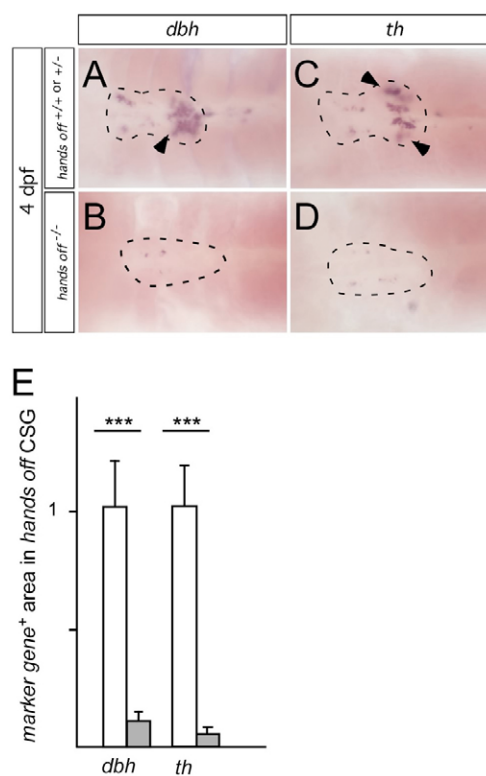 dbh
th
4 dpf
hands off +/+ or +/-
A
C
hands off -/-
B
D
E
marker gene+ area in hands off CSG
***
***
1
dbh
th